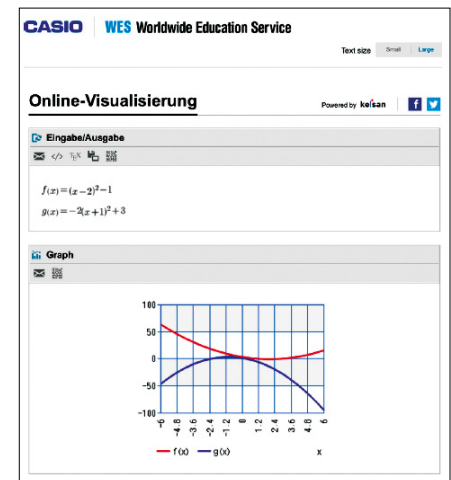 CASIO WES Worldwide Education Service
Text size Small Large
Online-Visualisierung
Powered by keisan
Eingabe/Ausgabe
TEX
f(x)=(x−2)²−1
g(x)=−2(x+1)²+3
Graph
100
50
0
−50
−100
-6 -4.8 -3.6 -2.4 -1.2 0 1.2 2.4 3.6 4.8 6
f(x) g(x) x